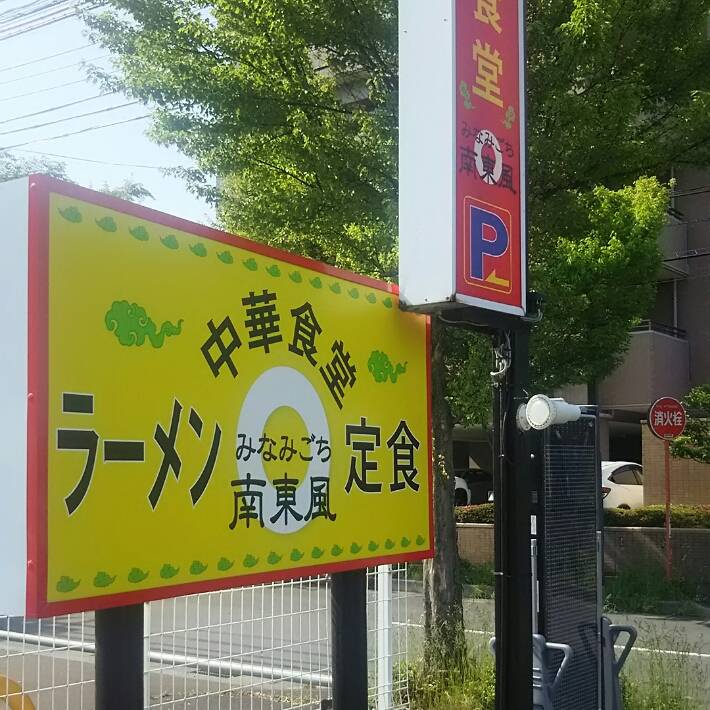 中華食堂
ラーメン
みなみごち
南東風
定食
食堂
みなみごち
南東風
P
消火栓